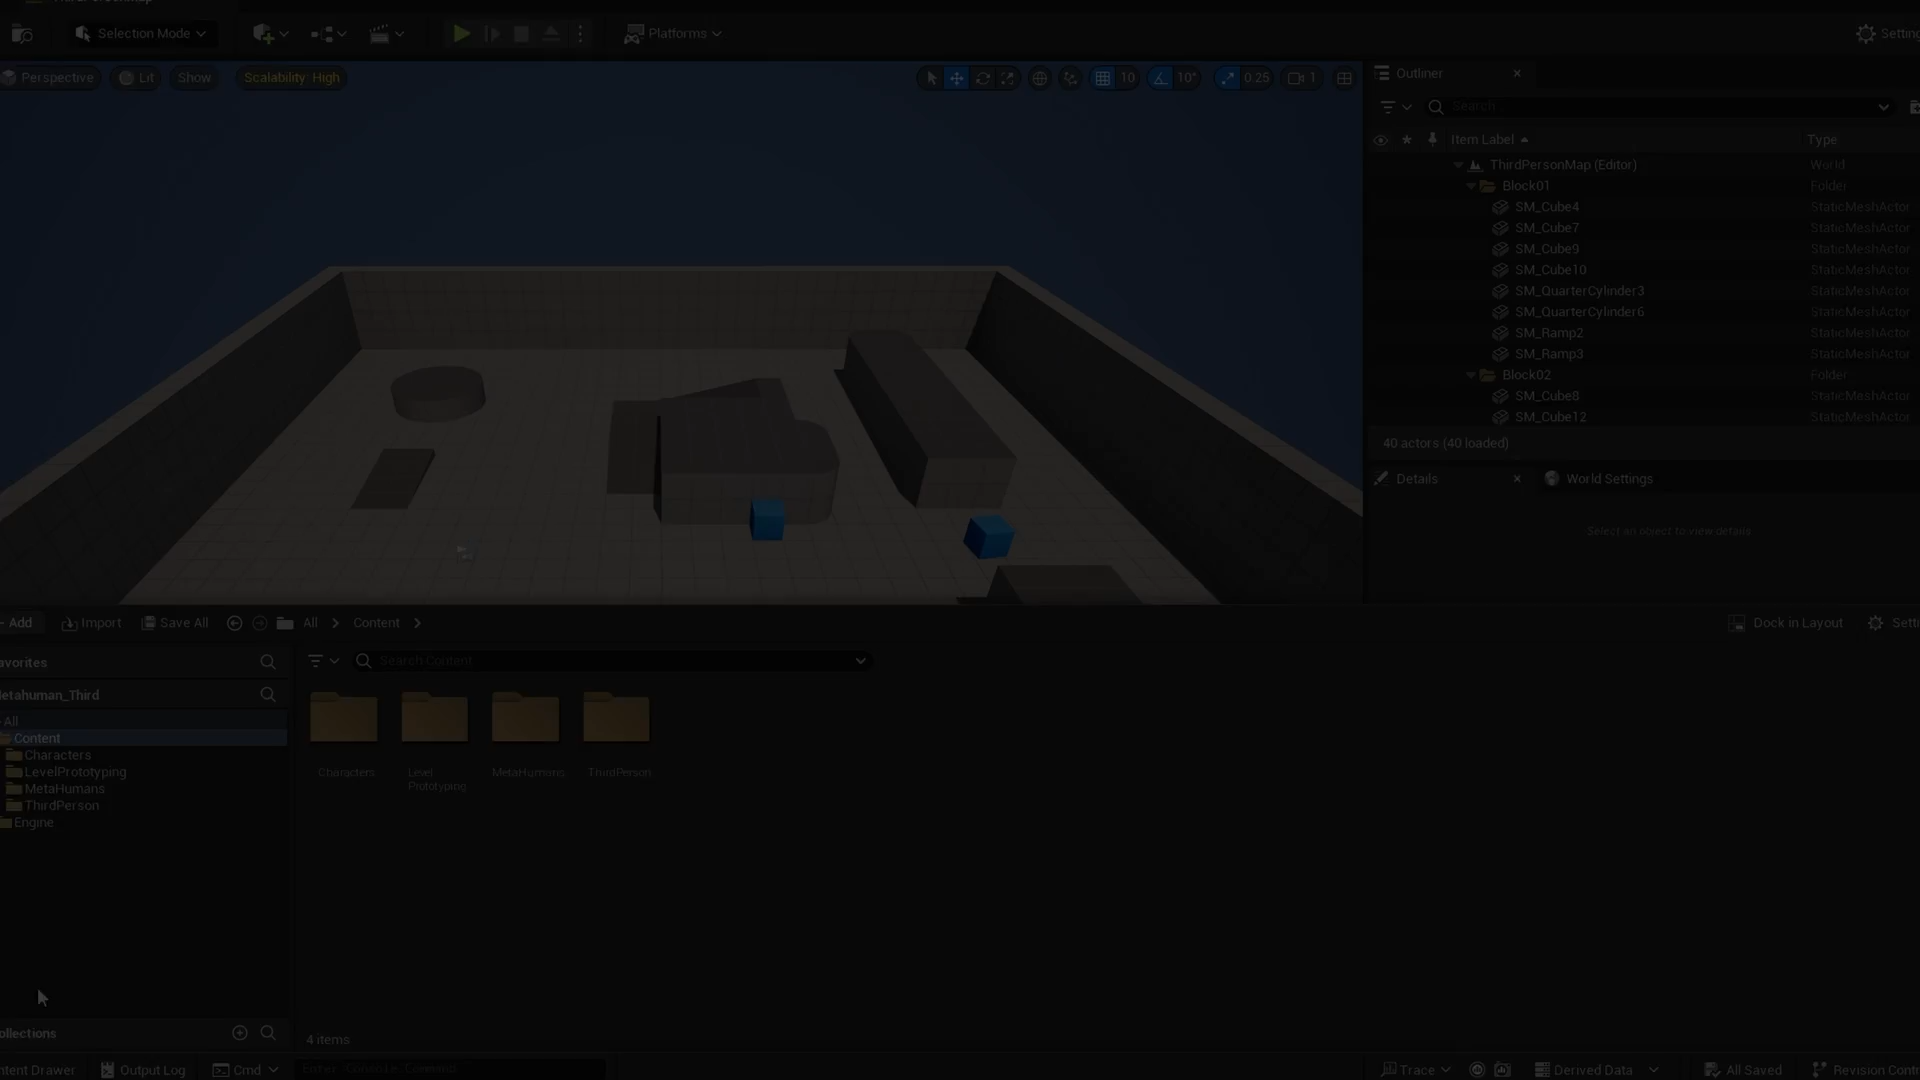 Selection Mode
Platforms
Perspective
Lit
Show
Scalability: High
10
10°
0.25
1
Outliner
Search...
Item Label
Type
ThirdPersonMap (Editor)
World
Block01
Folder
SM_Cube4
StaticMeshActor
SM_Cube7
StaticMeshActor
SM_Cube9
StaticMeshActor
SM_Cube10
StaticMeshActor
SM_QuarterCylinder3
StaticMeshActor
SM_QuarterCylinder6
StaticMeshActor
SM_Ramp2
StaticMeshActor
SM_Ramp3
StaticMeshActor
Block02
Folder
SM_Cube8
StaticMeshActor
SM_Cube12
StaticMeshActor
40 actors (40 loaded)
Details
World Settings
Select an object to view details.
Add
Import
Save All
All
Content
Dock in Layout
Setti
avorites
Search Content
etahuman_Third
All
Content
Characters
LevelPrototyping
MetaHumans
ThirdPerson
Engine
Characters
Level
Prototyping
MetaHumans
ThirdPerson
ollections
4 items
ntent Drawer
Output Log
Cmd
Enter Console Command
Trace
Derived Data
All Saved
Revision Contr